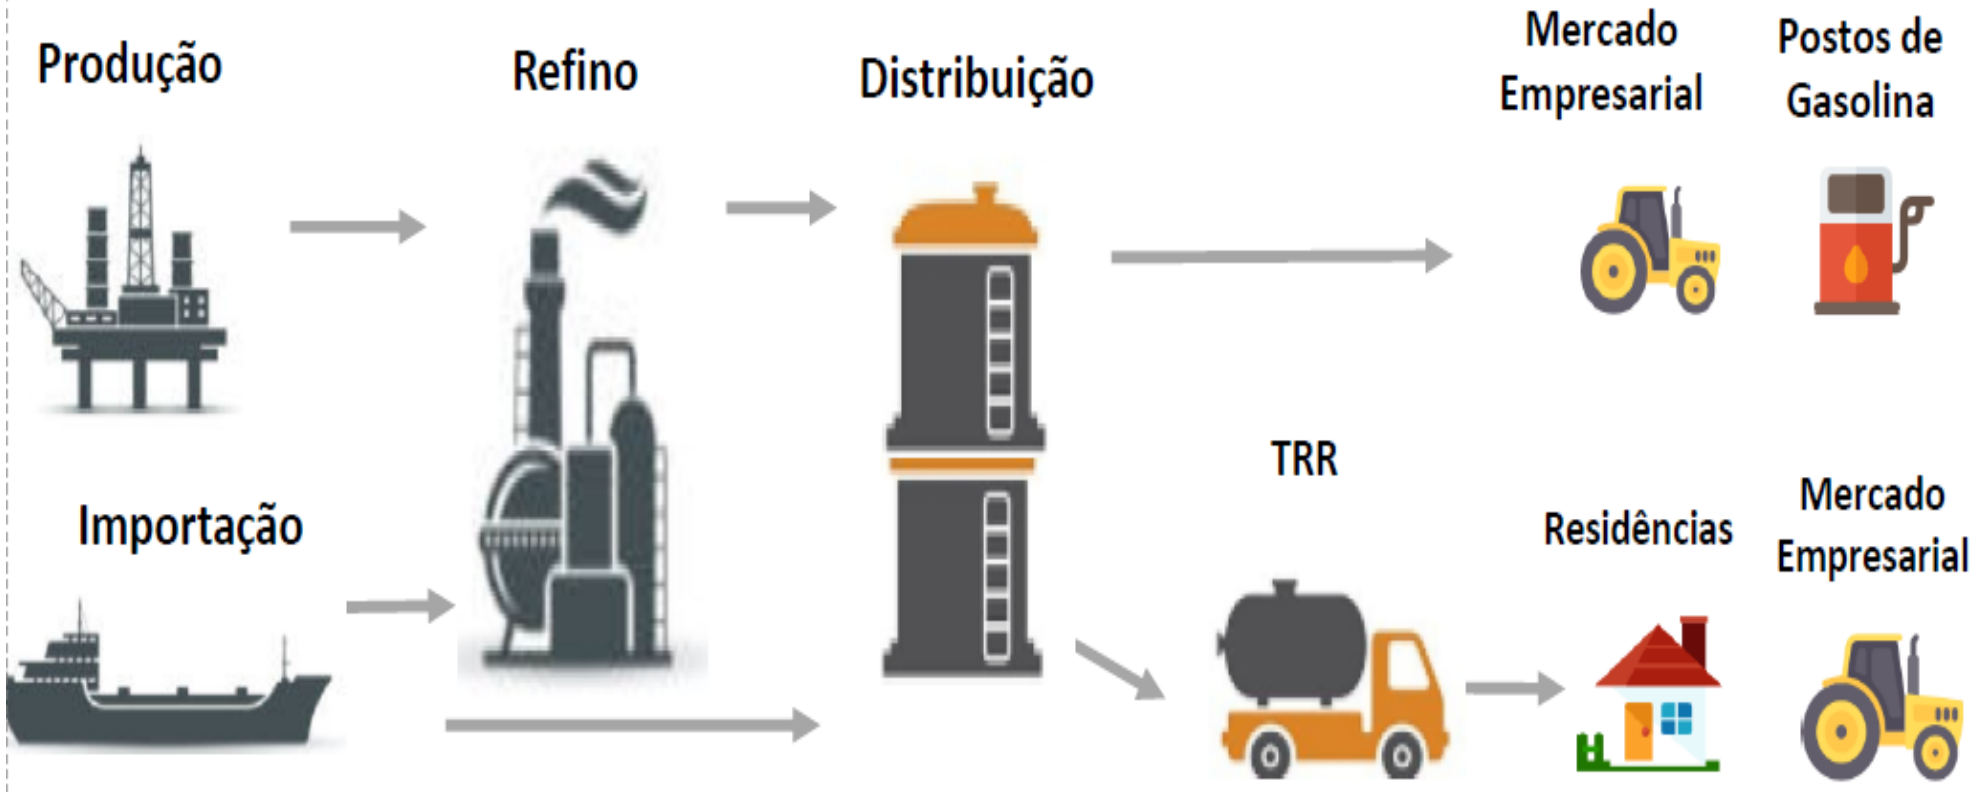 Produção
Refino
Distribuição
Mercado
Empresarial
Postos de
Gasolina
Importação
TRR
Residências
Mercado
Empresarial